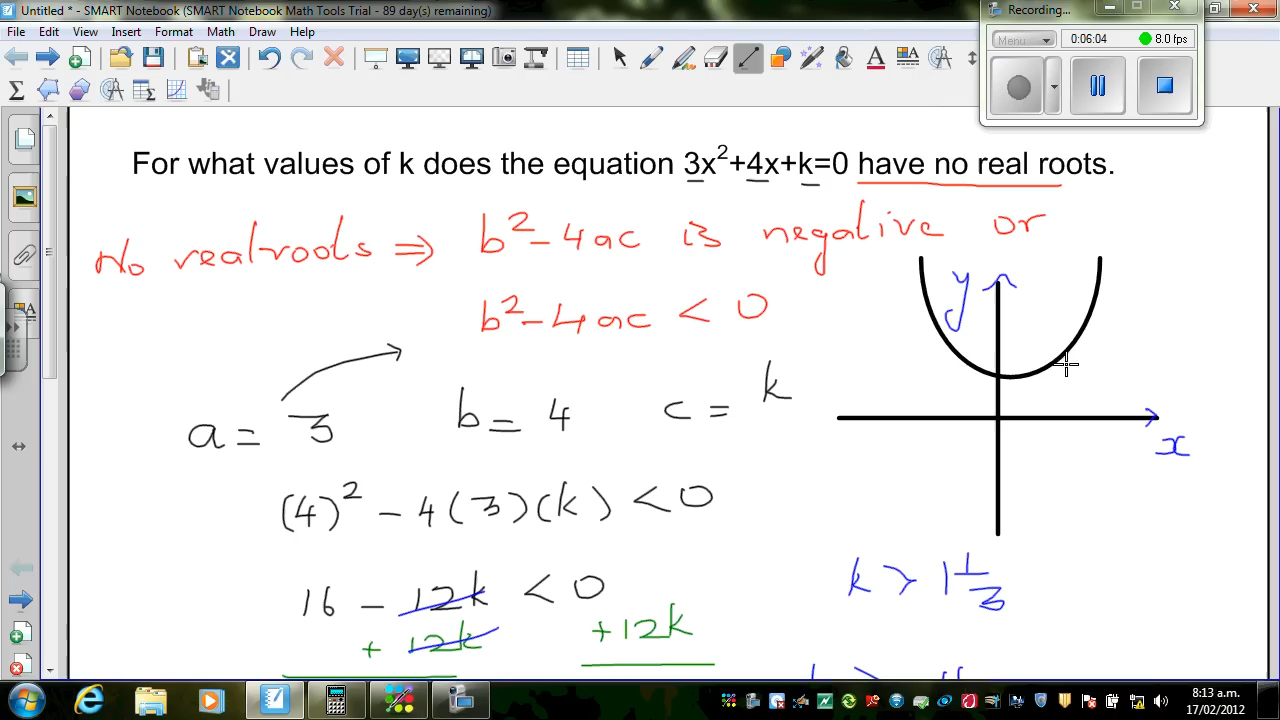 Untitled * - SMART Notebook (SMART Notebook Math Tools Trial - 89 day(s) remaining)
Recording...
File Edit View Insert Format Math Draw Help
Menu
0:06:04
8.0 fps
For what values of k does the equation 3x²+4x+k=0 have no real roots.
No real roots ⇒ b²-4ac is negative or
b²-4ac < 0
y
a = 3 b = 4 c = k
x
(4)² - 4(3)(k) < 0
k > 1 1/3
16 - 12k < 0
+ 12k +12k
8:13 a.m.
17/02/2012